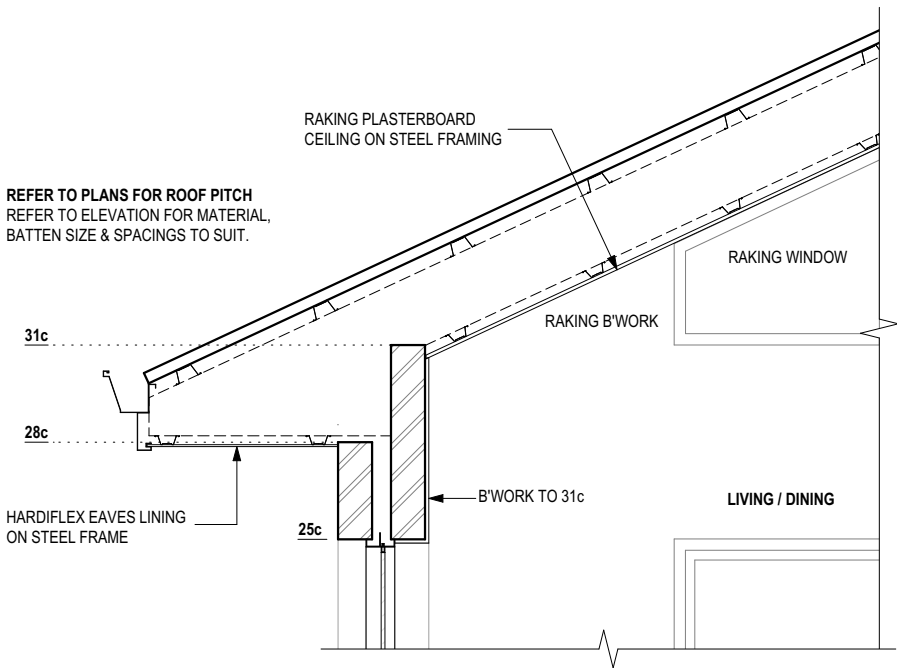 RAKING PLASTERBOARD
CEILING ON STEEL FRAMING
REFER TO PLANS FOR ROOF PITCH
REFER TO ELEVATION FOR MATERIAL,
BATTEN SIZE & SPACINGS TO SUIT.
RAKING WINDOW
RAKING B'WORK
31c
28c
HARDIFLEX EAVES LINING
ON STEEL FRAME
25c
B'WORK TO 31c
LIVING / DINING